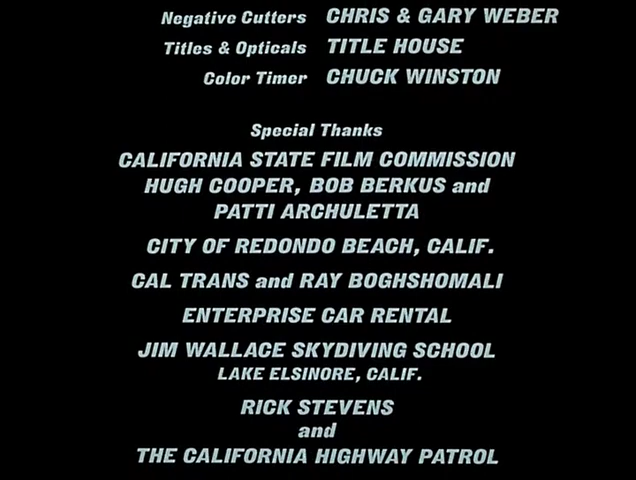 Negative Cutters CHRIS & GARY WEBER
Titles & Opticals TITLE HOUSE
Color Timer CHUCK WINSTON
Special Thanks
CALIFORNIA STATE FILM COMMISSION
HUGH COOPER, BOB BERKUS and
PATTI ARCHULETTA
CITY OF REDONDO BEACH, CALIF.
CAL TRANS and RAY BOGHSHOMALI
ENTERPRISE CAR RENTAL
JIM WALLACE SKYDIVING SCHOOL
LAKE ELSINORE, CALIF.
RICK STEVENS
and
THE CALIFORNIA HIGHWAY PATROL